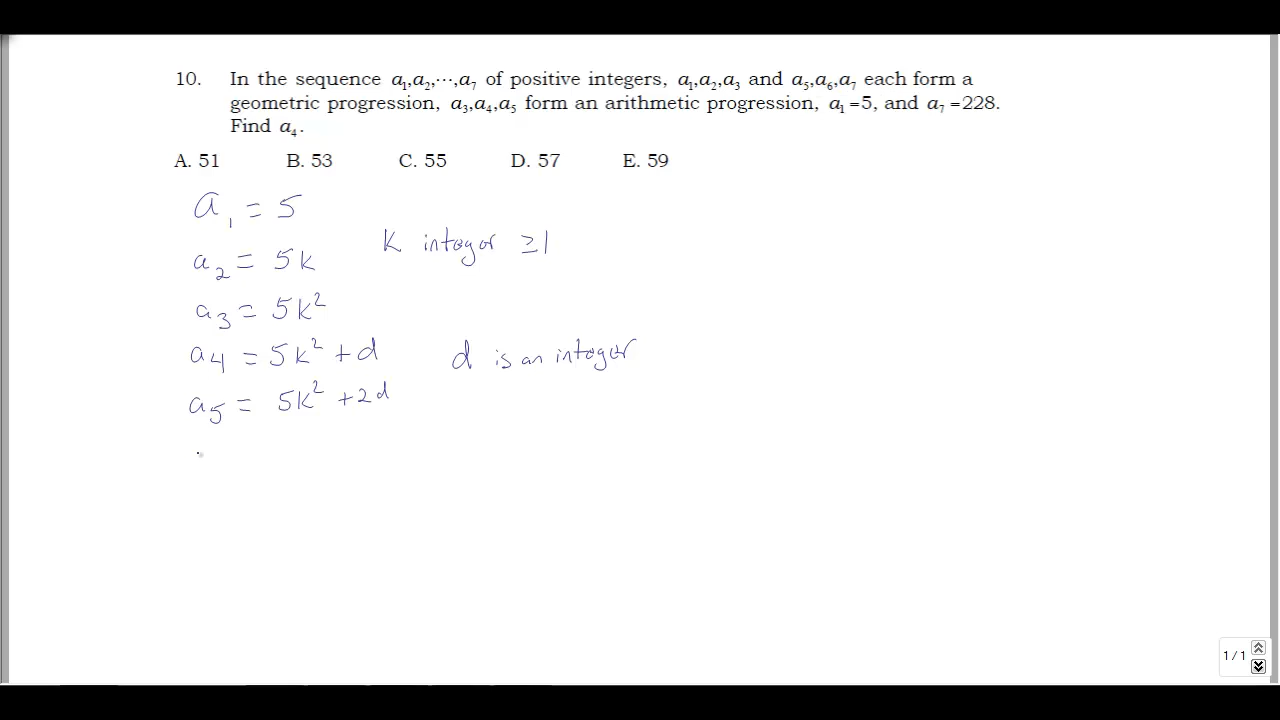 10. In the sequence a₁,a₂,⋯,a₇ of positive integers, a₁,a₂,a₃ and a₅,a₆,a₇ each form a
geometric progression, a₃,a₄,a₅ form an arithmetic progression, a₁ =5, and a₇ =228.
Find a₄.
A. 51 B. 53 C. 55 D. 57 E. 59
a₁ = 5
k integer ≥1
a₂ = 5k
a₃ = 5k²
a₄ = 5k² + d d is an integer
a₅ = 5k² + 2d
1 / 1